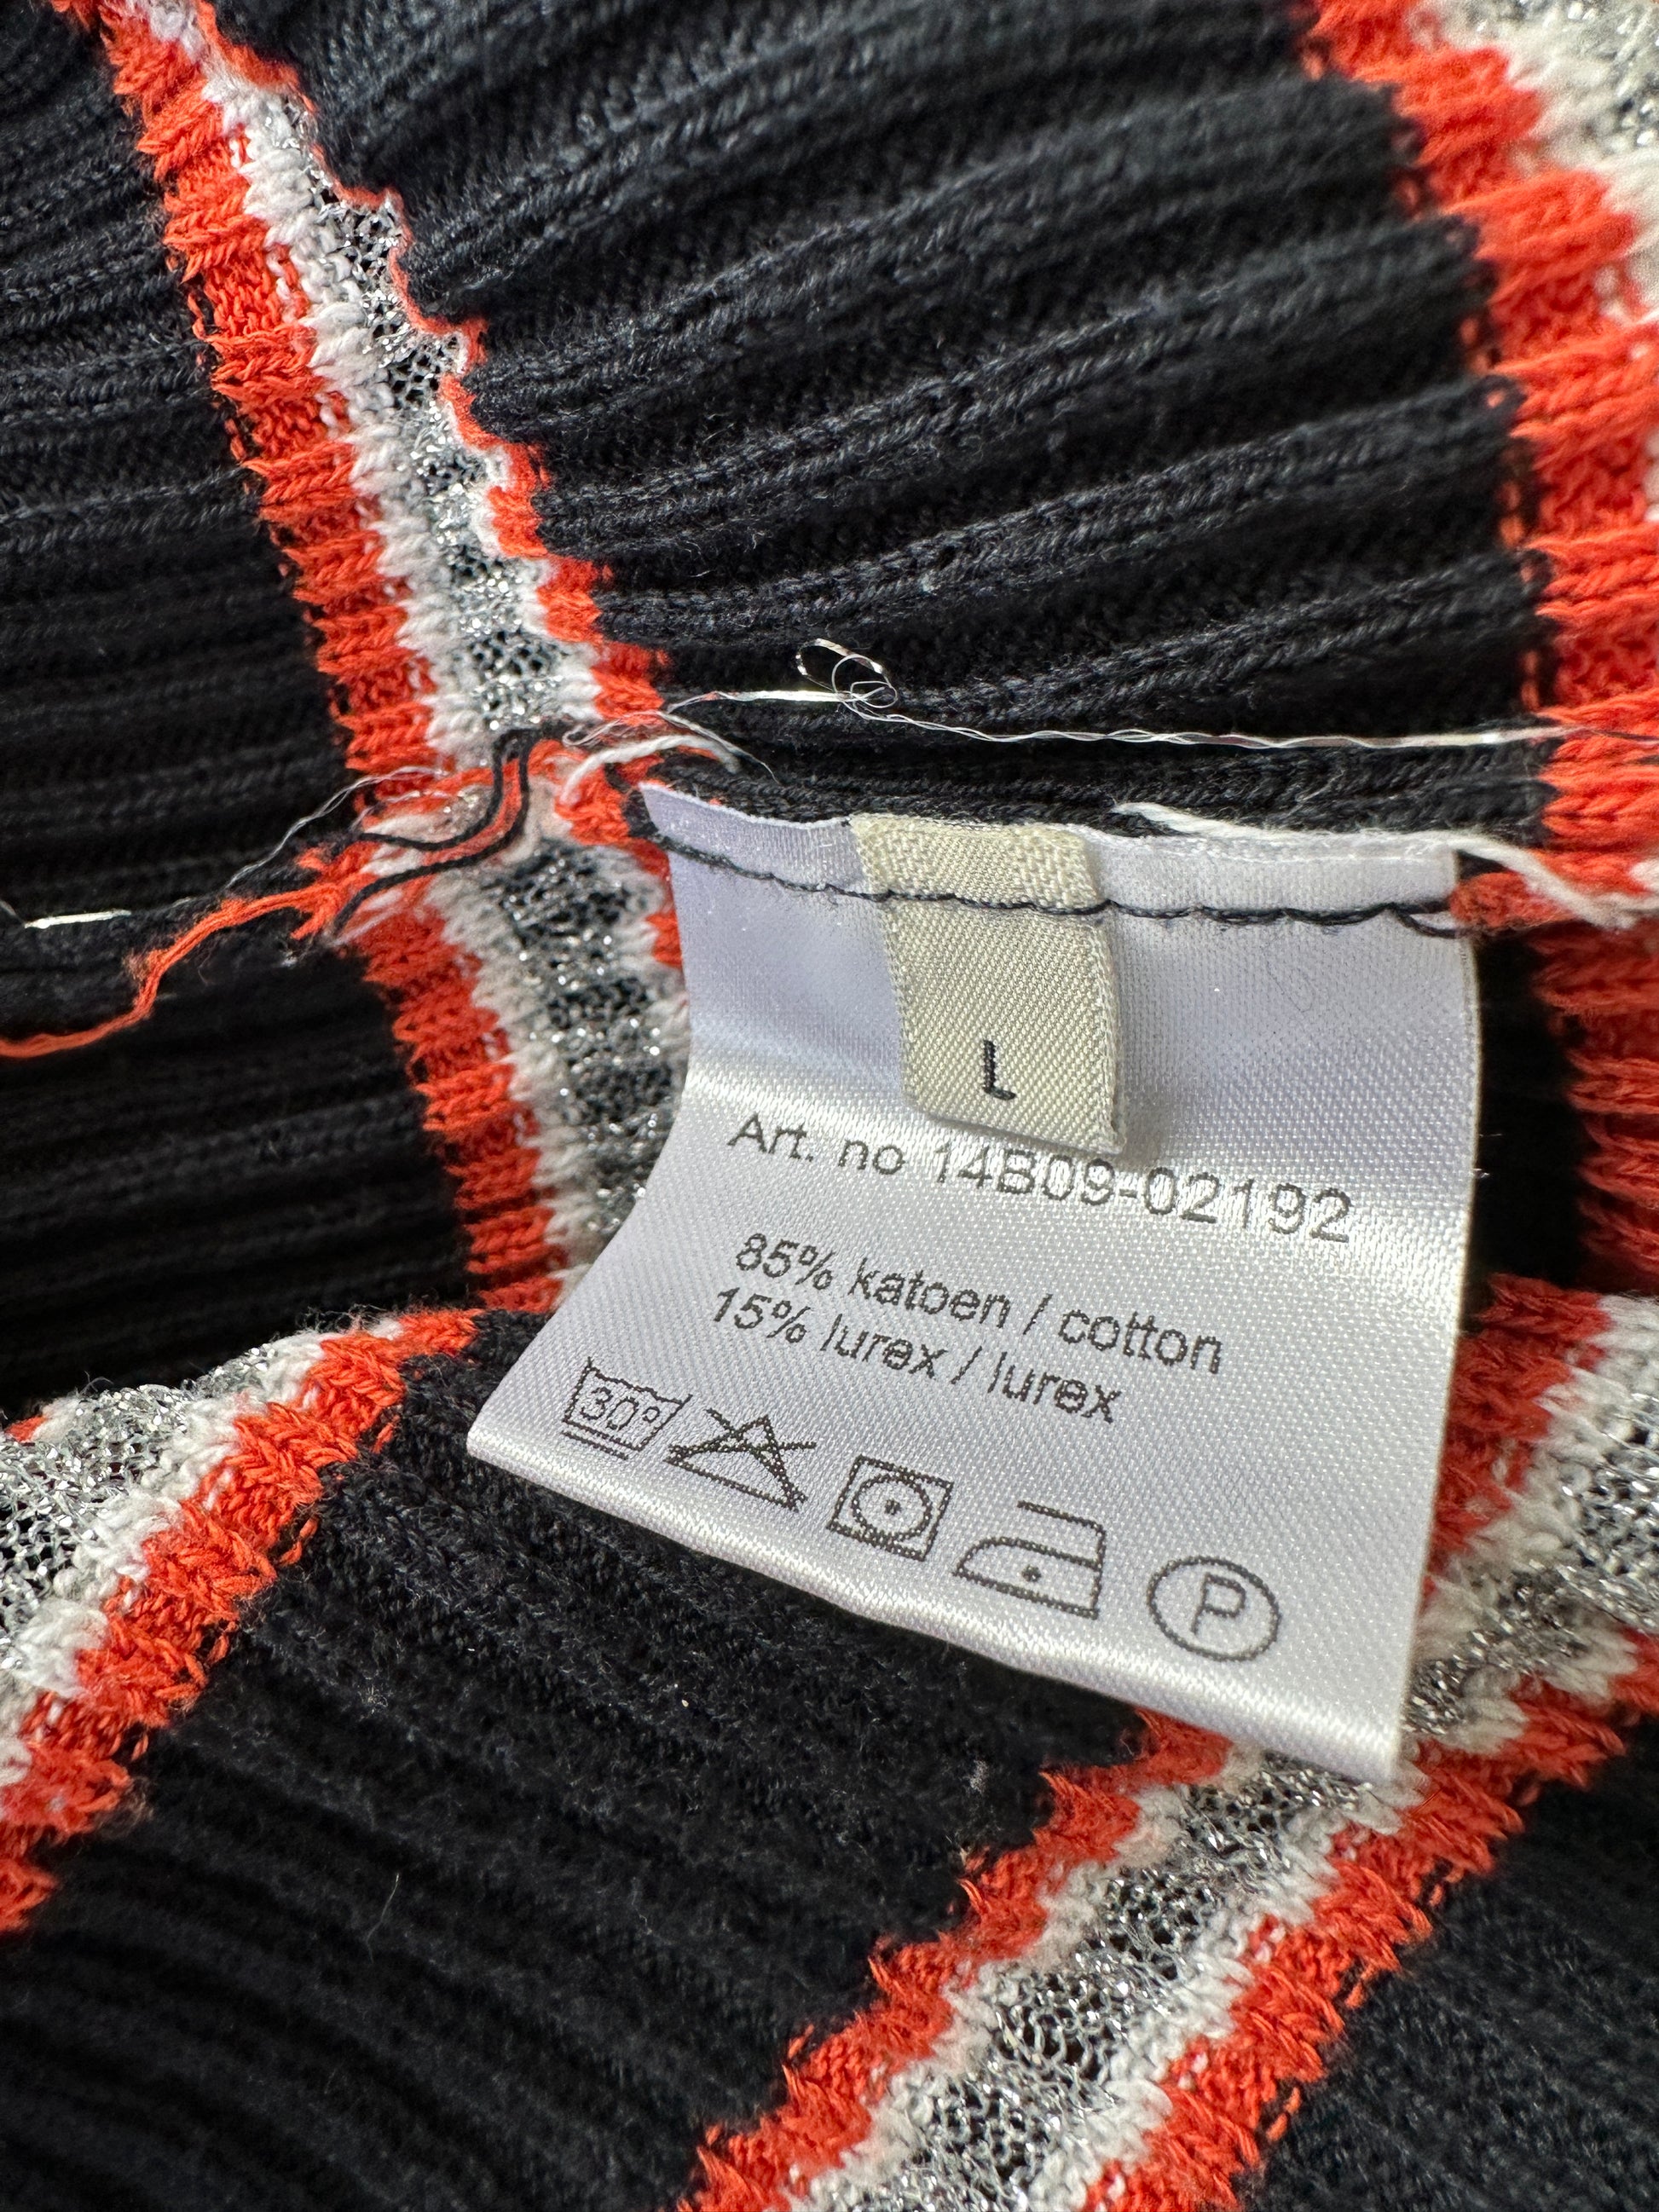 L
Art. no 14B09-02192
85% katoen / cotton
15% lurex / lurex
30° P